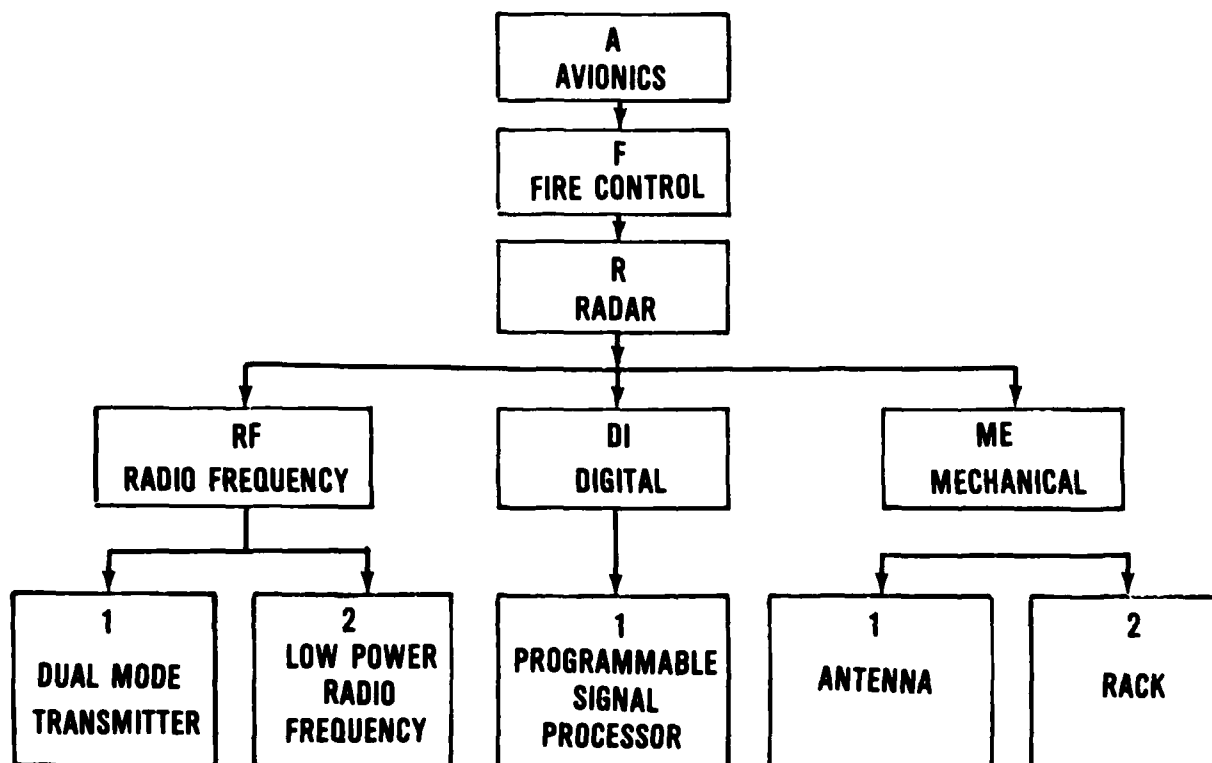 A
AVIONICS
F
FIRE CONTROL
R
RADAR
RF
RADIO FREQUENCY
DI
DIGITAL
ME
MECHANICAL
1
DUAL MODE
TRANSMITTER
2
LOW POWER
RADIO
FREQUENCY
1
PROGRAMMABLE
SIGNAL
PROCESSOR
1
ANTENNA
2
RACK